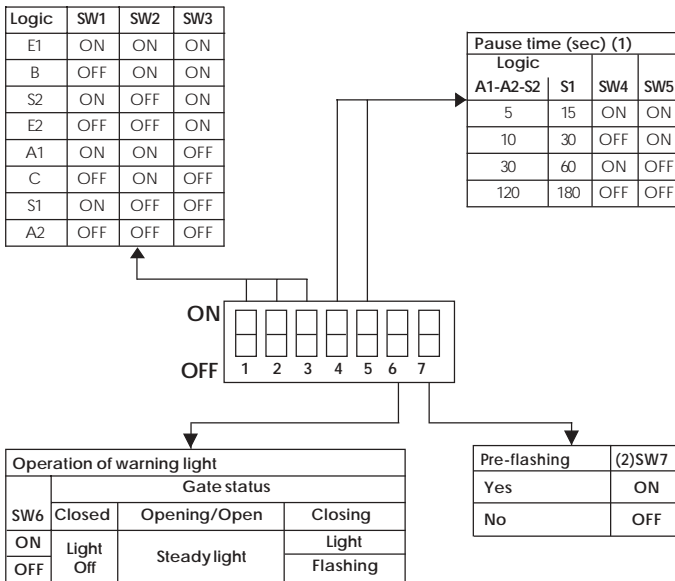 Logic SW1 SW2 SW3
E1 ON ON ON
B OFF ON ON
S2 ON OFF ON
E2 OFF OFF ON
A1 ON ON OFF
C OFF ON OFF
S1 ON OFF OFF
A2 OFF OFF OFF
Pause time (sec) (1)
Logic
A1-A2-S2 S1 SW4 SW5
5 15 ON ON
10 30 OFF ON
30 60 ON OFF
120 180 OFF OFF
ON
OFF 1 2 3 4 5 6 7
Operation of warning light
Gate status
SW6 Closed Opening/Open Closing
ON Light Off Steady light Light
OFF Flashing
Pre-flashing (2)SW7
Yes ON
No OFF